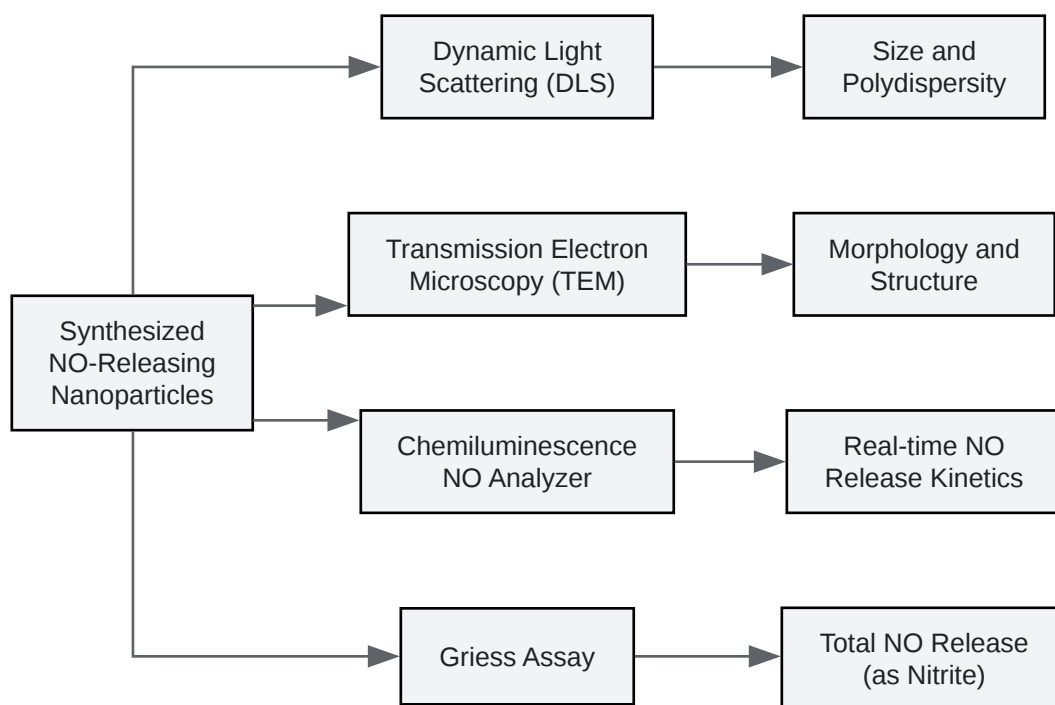 Dynamic Light
Scattering (DLS)
Size and
Polydispersity
Transmission Electron
Microscopy (TEM)
Morphology and
Structure
Synthesized
NO-Releasing
Nanoparticles
Chemiluminescence
NO Analyzer
Real-time NO
Release Kinetics
Griess Assay
Total NO Release
(as Nitrite)